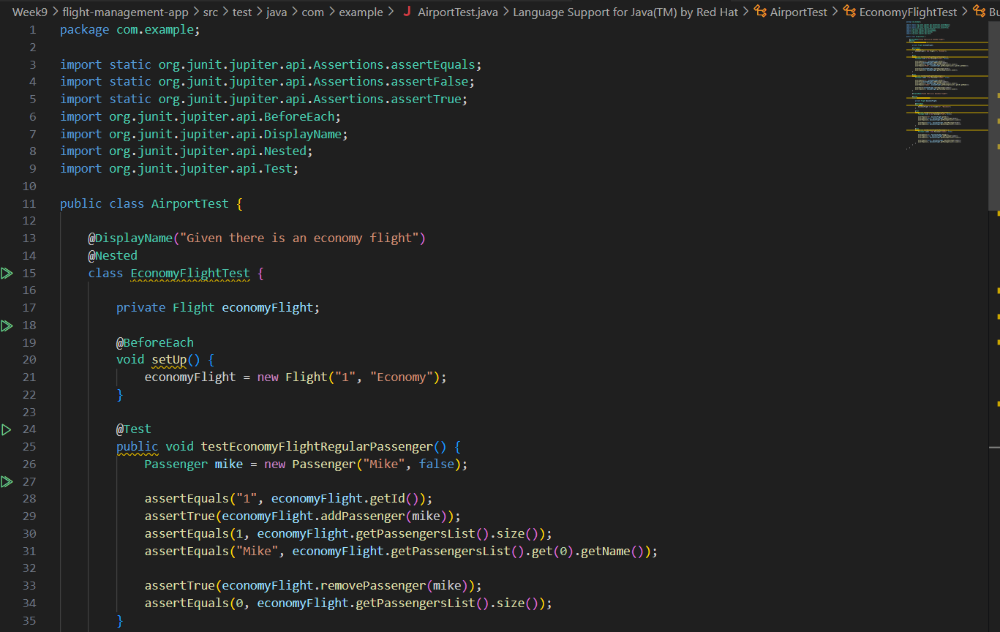 Week9 > flight-management-app > src > test > java > com > example > J AirportTest.java > Language Support for Java(TM) by Red Hat > AirportTest > EconomyFlightTest > Bu
1 package com.example;
2
3 import static org.junit.jupiter.api.Assertions.assertEquals;
4 import static org.junit.jupiter.api.Assertions.assertFalse;
5 import static org.junit.jupiter.api.Assertions.assertTrue;
6 import org.junit.jupiter.api.BeforeEach;
7 import org.junit.jupiter.api.DisplayName;
8 import org.junit.jupiter.api.Nested;
9 import org.junit.jupiter.api.Test;
10
11 public class AirportTest {
12
13     @DisplayName("Given there is an economy flight")
14     @Nested
15     class EconomyFlightTest {
16
17         private Flight economyFlight;
18
19         @BeforeEach
20         void setUp() {
21             economyFlight = new Flight("1", "Economy");
22         }
23
24         @Test
25         public void testEconomyFlightRegularPassenger() {
26             Passenger mike = new Passenger("Mike", false);
27
28             assertEquals("1", economyFlight.getId());
29             assertTrue(economyFlight.addPassenger(mike));
30             assertEquals(1, economyFlight.getPassengersList().size());
31             assertEquals("Mike", economyFlight.getPassengersList().get(0).getName());
32
33             assertTrue(economyFlight.removePassenger(mike));
34             assertEquals(0, economyFlight.getPassengersList().size());
35         }